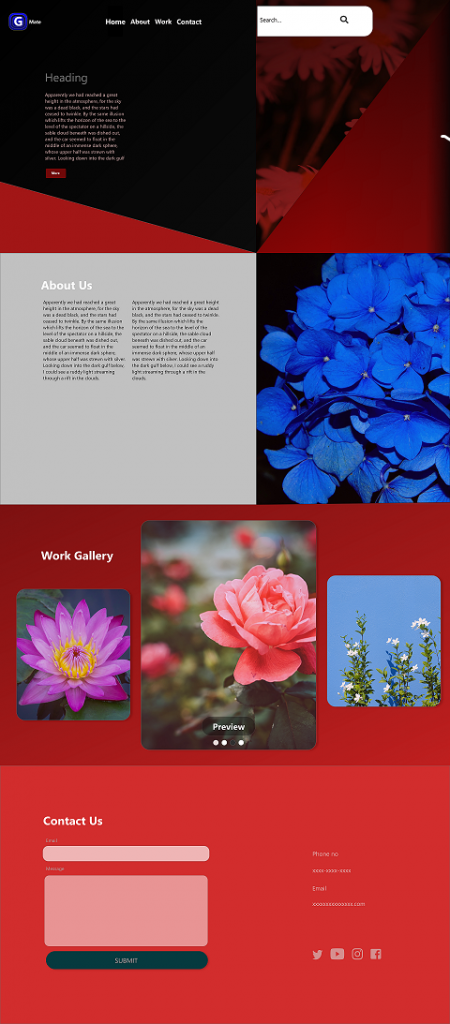 G Mate
Home About Work Contact
Search...
Heading
Apparently we had reached a great
height in the atmosphere, for the sky
was a dead black, and the stars had
ceased to twinkle. By the same illusion
which lifts the horizon of the sea to the
level of the spectator on a hillside, the
sable cloud beneath was dished out,
and the car seemed to float in the
middle of an immense dark sphere,
whose upper half was strewn with
silver. Looking down into the dark gulf
More
About Us
Apparently we had reached a great
height in the atmosphere, for the sky
was a dead black, and the stars had
ceased to twinkle. By the same illusion
which lifts the horizon of the sea to the
level of the spectator on a hillside, the
sable cloud beneath was dished out,
and the car seemed to float in the
middle of an immense dark sphere,
whose upper half was strewn with silver.
Looking down into the dark gulf below,
I could see a ruddy light streaming
through a rift in the clouds.
Apparently we had reached a great height
in the atmosphere, for the sky was a dead
black, and the stars had ceased to twinkle.
By the same illusion which lifts the
horizon of the sea to the level of the
spectator on a hillside, the sable cloud
beneath was dished out, and the car
seemed to float in the middle of an
immense dark sphere, whose upper half
was strewn with silver. Looking down into
the dark gulf below, I could see a ruddy
light streaming through a rift in the
clouds.
Work Gallery
Preview
Contact Us
Email
Message
SUBMIT
Phone no
xxxx-xxxx-xxxx
Email